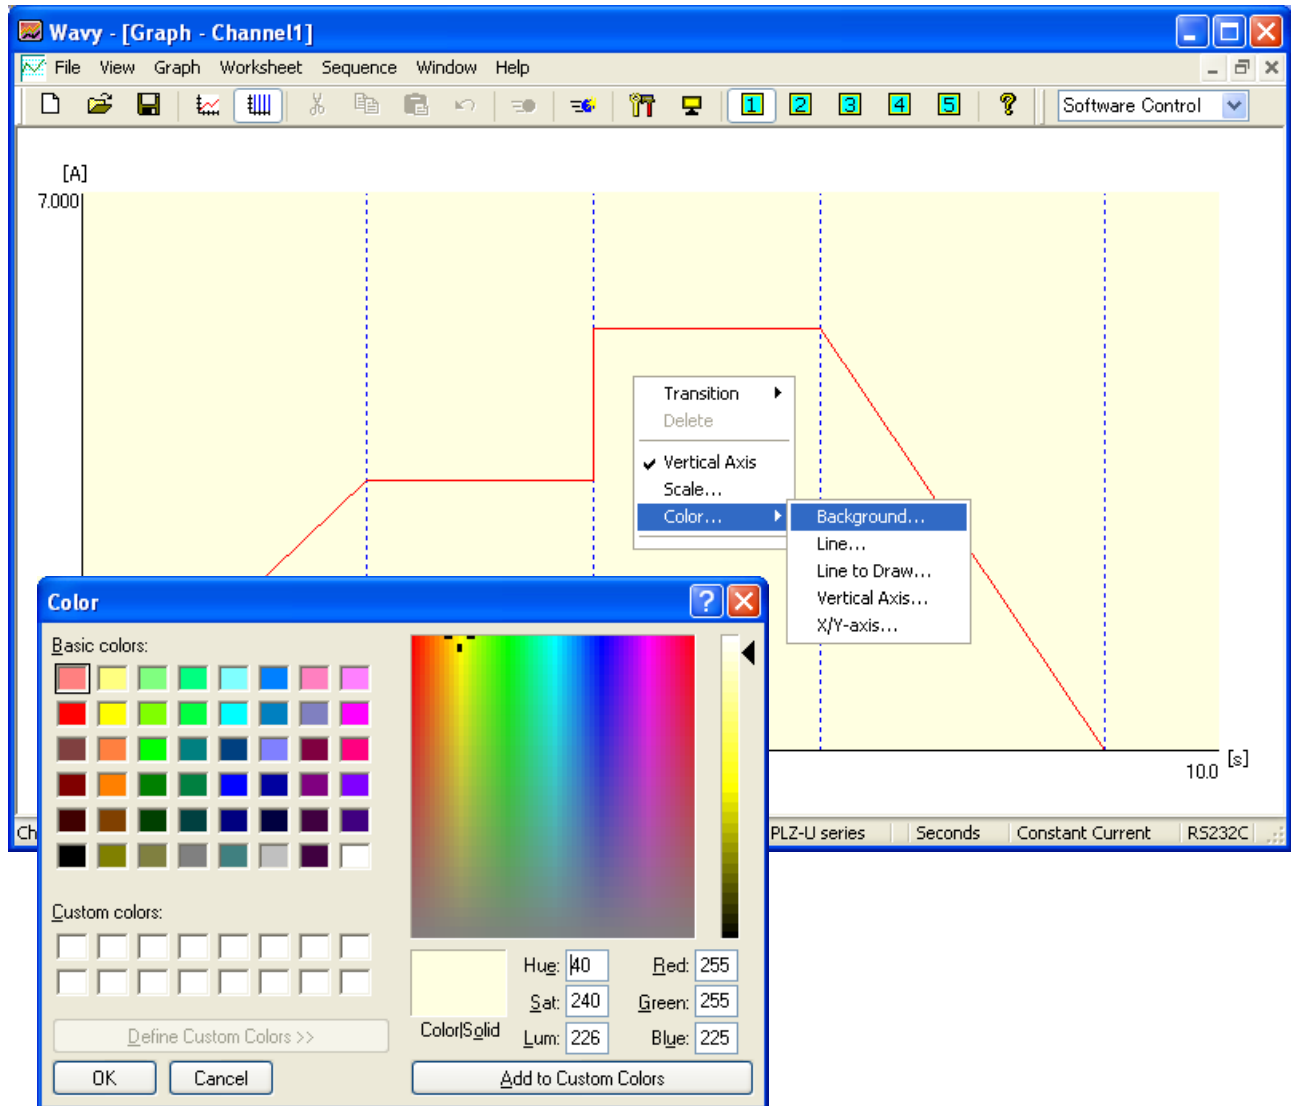 Wavy - [Graph - Channel1]
File View Graph Worksheet Sequence Window Help
1 2 3 4 5 ? Software Control
[A]
7.000
Transition
Delete
Vertical Axis
Scale...
Color...
Background...
Line...
Line to Draw...
Vertical Axis...
X/Y-axis...
10.0 [s]
Ch
PLZ-U series Seconds Constant Current RS232C
Color
Basic colors:
Custom colors:
Define Custom Colors >>
OK Cancel
Color|Solid
Hue: 40 Red: 255
Sat: 240 Green: 255
Lum: 226 Blue: 225
Add to Custom Colors